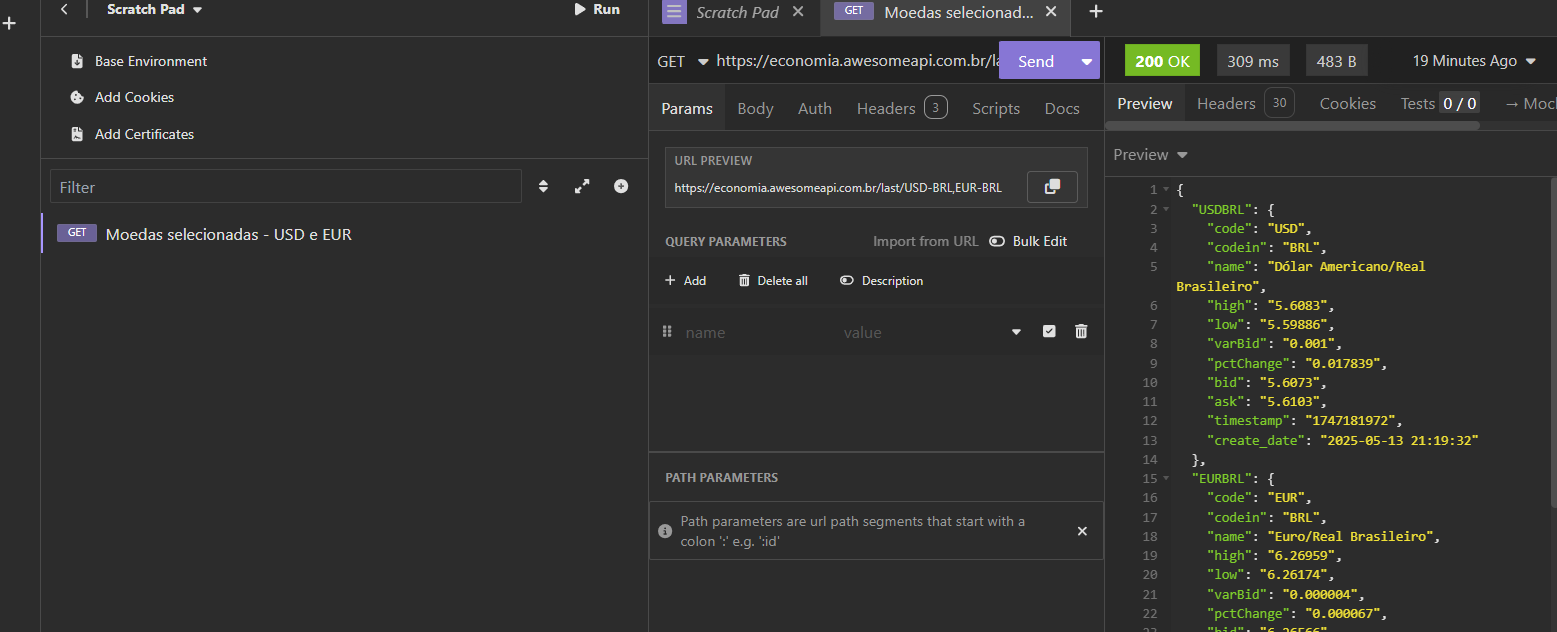 Scratch Pad
Run
Base Environment
Add Cookies
Add Certificates
Filter
GET Moedas selecionadas - USD e EUR
Scratch Pad
GET Moedas selecionad...
GET https://economia.awesomeapi.com.br/la
Send
Params Body Auth Headers 3 Scripts Docs
URL PREVIEW
https://economia.awesomeapi.com.br/last/USD-BRL,EUR-BRL
QUERY PARAMETERS Import from URL Bulk Edit
Add Delete all Description
name value
PATH PARAMETERS
Path parameters are url path segments that start with a
colon ':' e.g. ':id'
200 OK 309 ms 483 B 19 Minutes Ago
Preview Headers 30 Cookies Tests 0 / 0 → Moc
Preview
1 {
2 "USDBRL": {
3 "code": "USD",
4 "codein": "BRL",
5 "name": "Dólar Americano/Real
Brasileiro",
6 "high": "5.6083",
7 "low": "5.59886",
8 "varBid": "0.001",
9 "pctChange": "0.017839",
10 "bid": "5.6073",
11 "ask": "5.6103",
12 "timestamp": "1747181972",
13 "create_date": "2025-05-13 21:19:32"
14 },
15 "EURBRL": {
16 "code": "EUR",
17 "codein": "BRL",
18 "name": "Euro/Real Brasileiro",
19 "high": "6.26959",
20 "low": "6.26174",
21 "varBid": "0.000004",
22 "pctChange": "0.000067",
23 "bid": "6.26566"